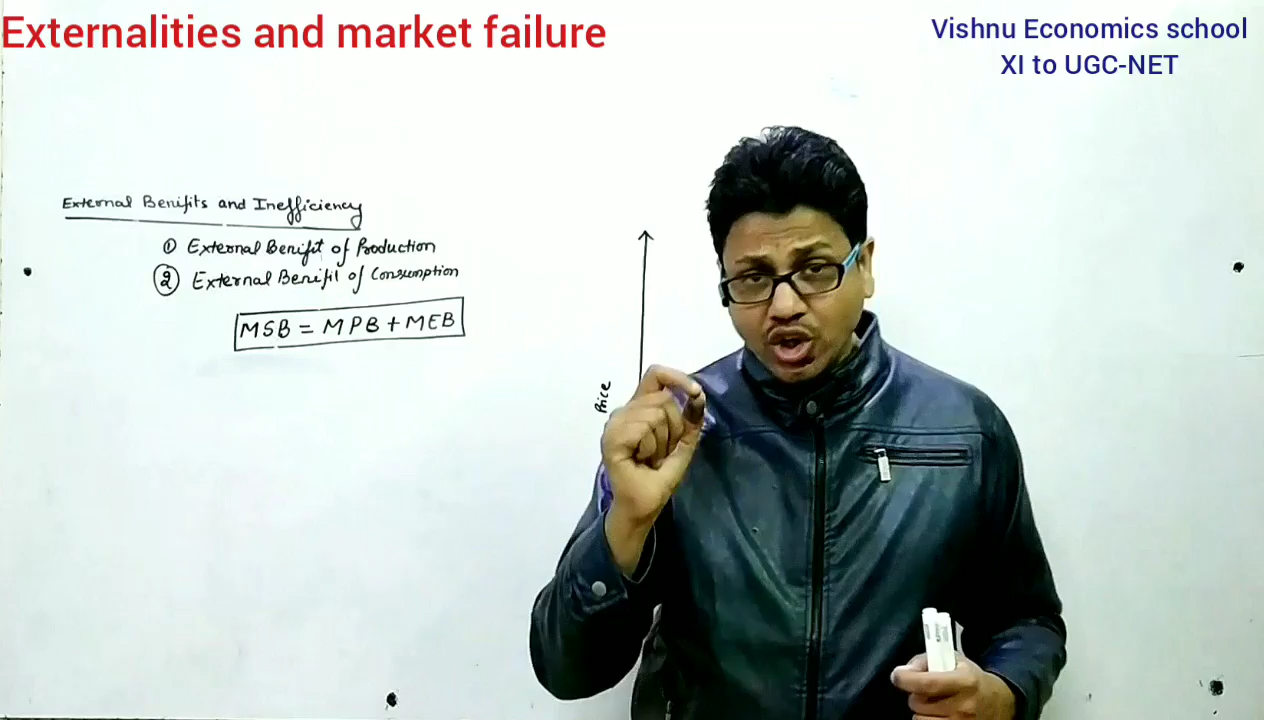 Externalities and market failure
Vishnu Economics school
XI to UGC-NET
External Benifits and Inefficiency
① External Benifit of Production
② External Benifit of Consumption
MSB = MPB + MEB
Price